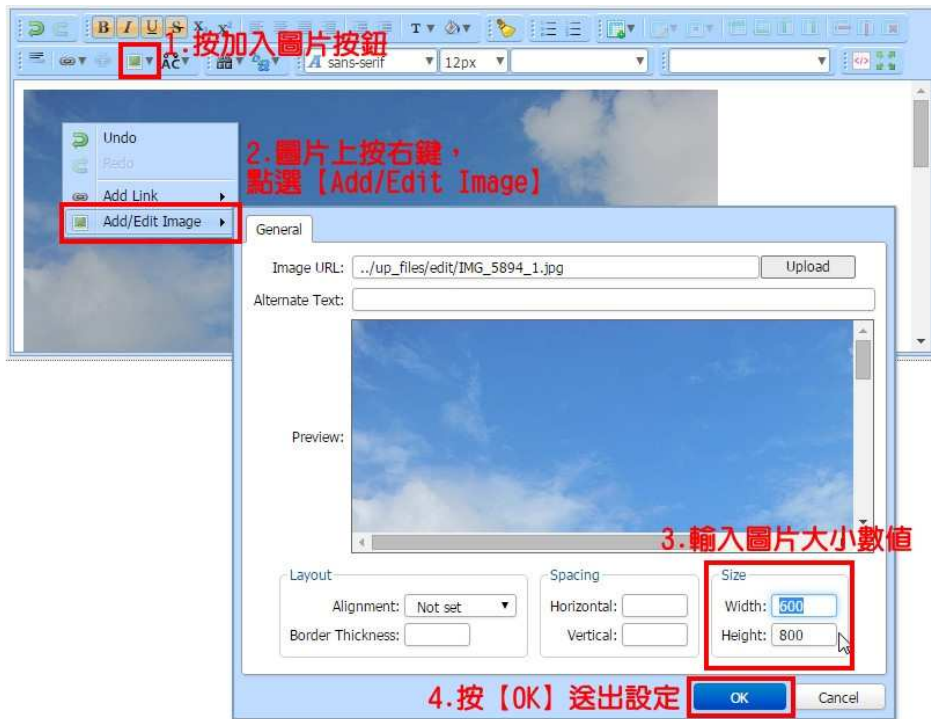 B I U S X₂ X² T
1.按加入圖片按鈕
ÂČ A sans-serif 12px
Undo
Redo
2.圖片上按右鍵，
點選【Add/Edit Image】
Add Link
Add/Edit Image
General
Image URL: ../up_files/edit/IMG_5894_1.jpg Upload
Alternate Text:
Preview:
3.輸入圖片大小數值
Layout Spacing Size
Alignment: Not set Horizontal: Width: 600
Border Thickness: Vertical: Height: 800
4.按【OK】送出設定 OK Cancel